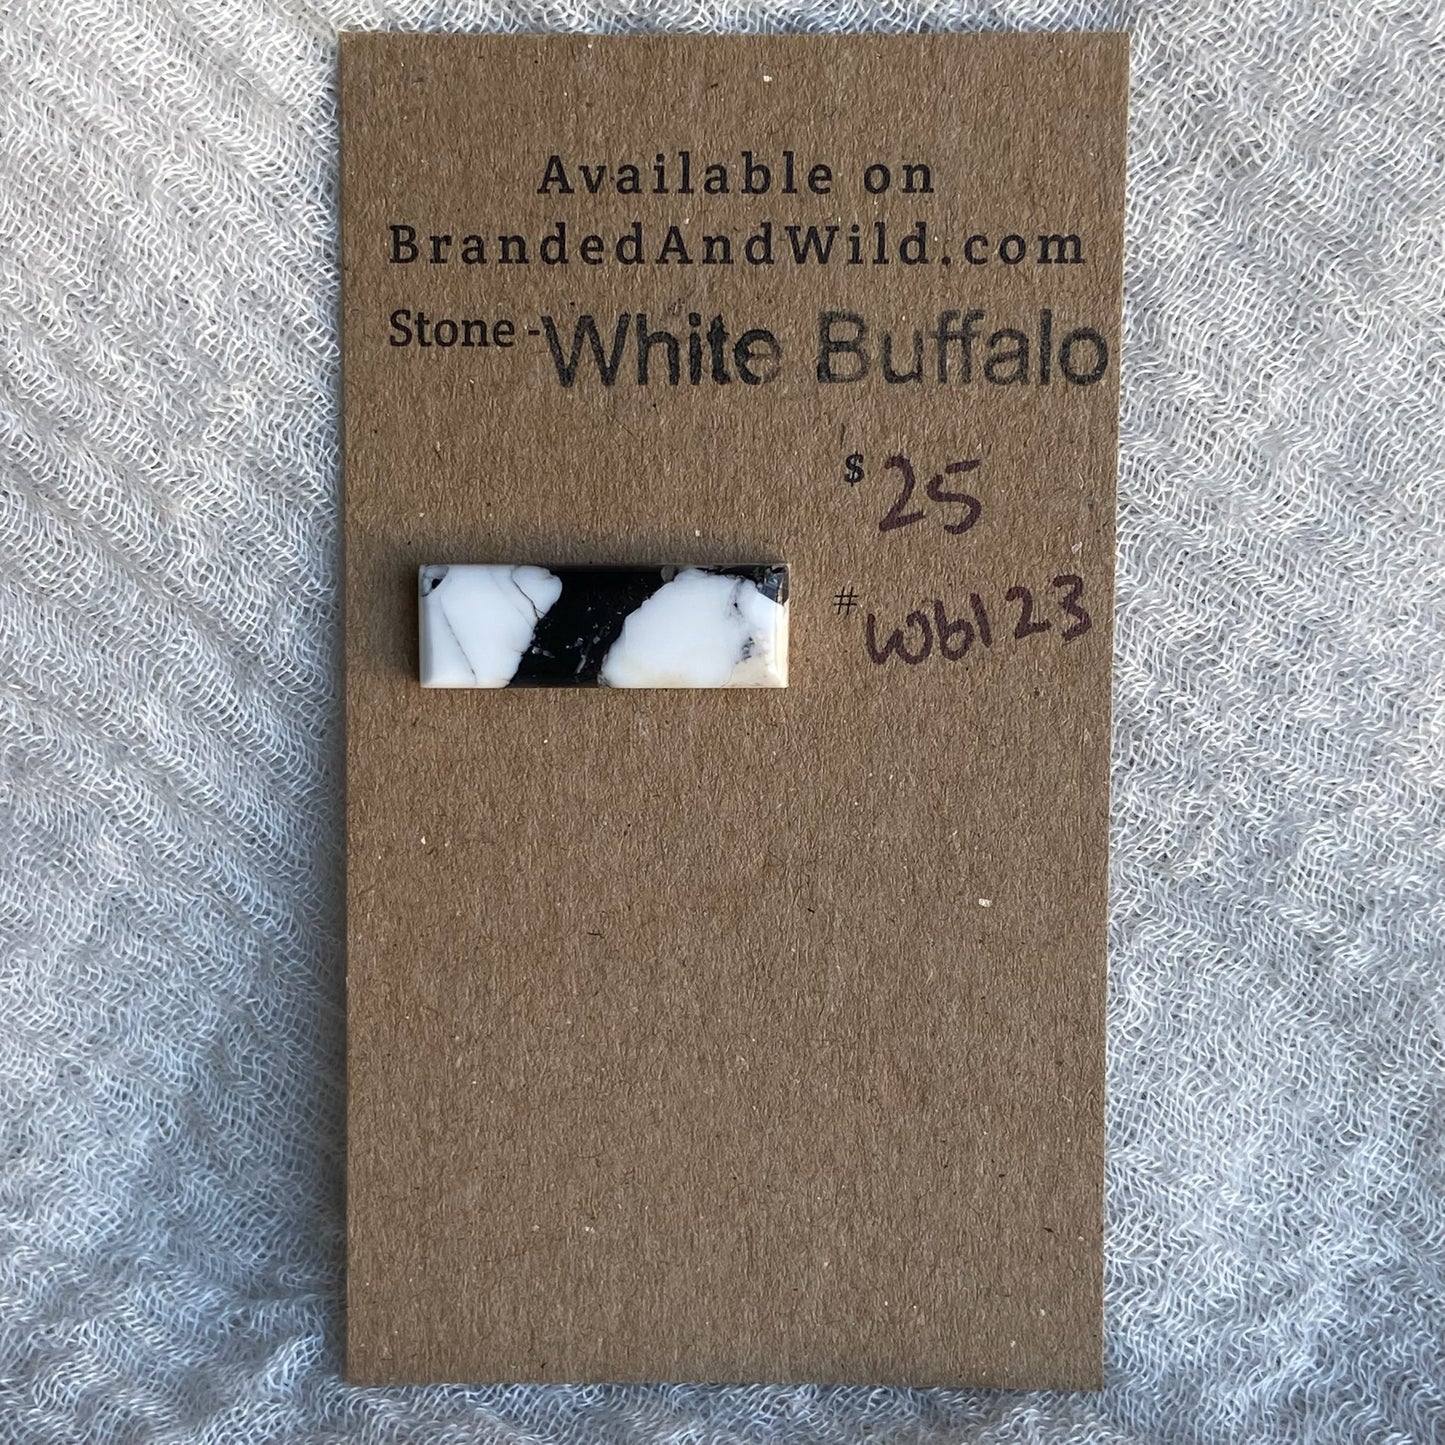 Available on
BrandedAndWild.com
Stone - White Buffalo
$ 25
# Wb123